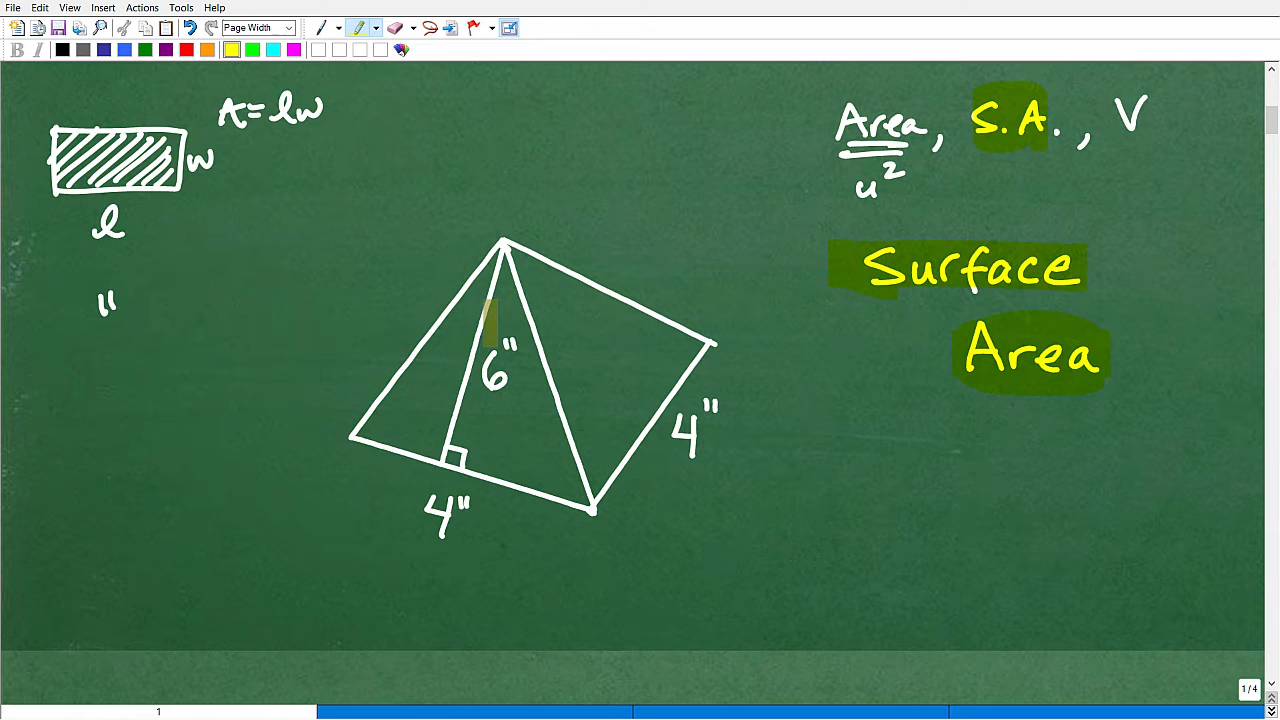 File Edit View Insert Actions Tools Help
Page Width
B I
A = lw
Area, S.A., V
u²
w
l
Surface
"
Area
6"
4"
4"
1/4
1